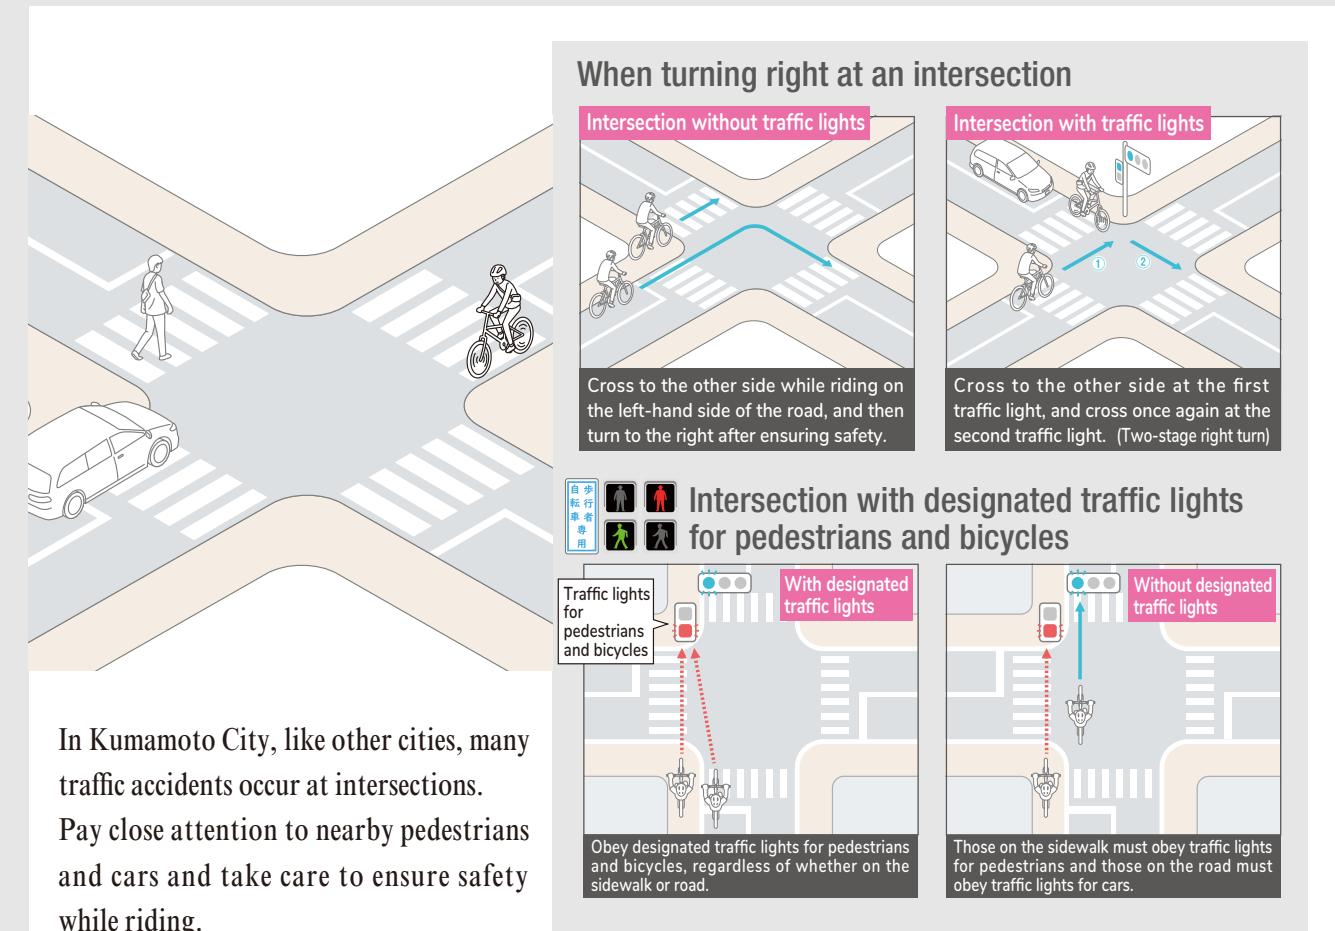 When turning right at an intersection
Intersection without traffic lights
Cross to the other side while riding on
the left-hand side of the road, and then
turn to the right after ensuring safety.
Intersection with traffic lights
1
2
Cross to the other side at the first
traffic light, and cross once again at the
second traffic light. (Two-stage right turn)
歩行者
自転車
専用
Intersection with designated traffic lights
for pedestrians and bicycles
With designated
traffic lights
Traffic lights
for
pedestrians
and bicycles
Obey designated traffic lights for pedestrians
and bicycles, regardless of whether on the
sidewalk or road.
Without designated
traffic lights
Those on the sidewalk must obey traffic lights
for pedestrians and those on the road must
obey traffic lights for cars.
In Kumamoto City, like other cities, many
traffic accidents occur at intersections.
Pay close attention to nearby pedestrians
and cars and take care to ensure safety
while riding.